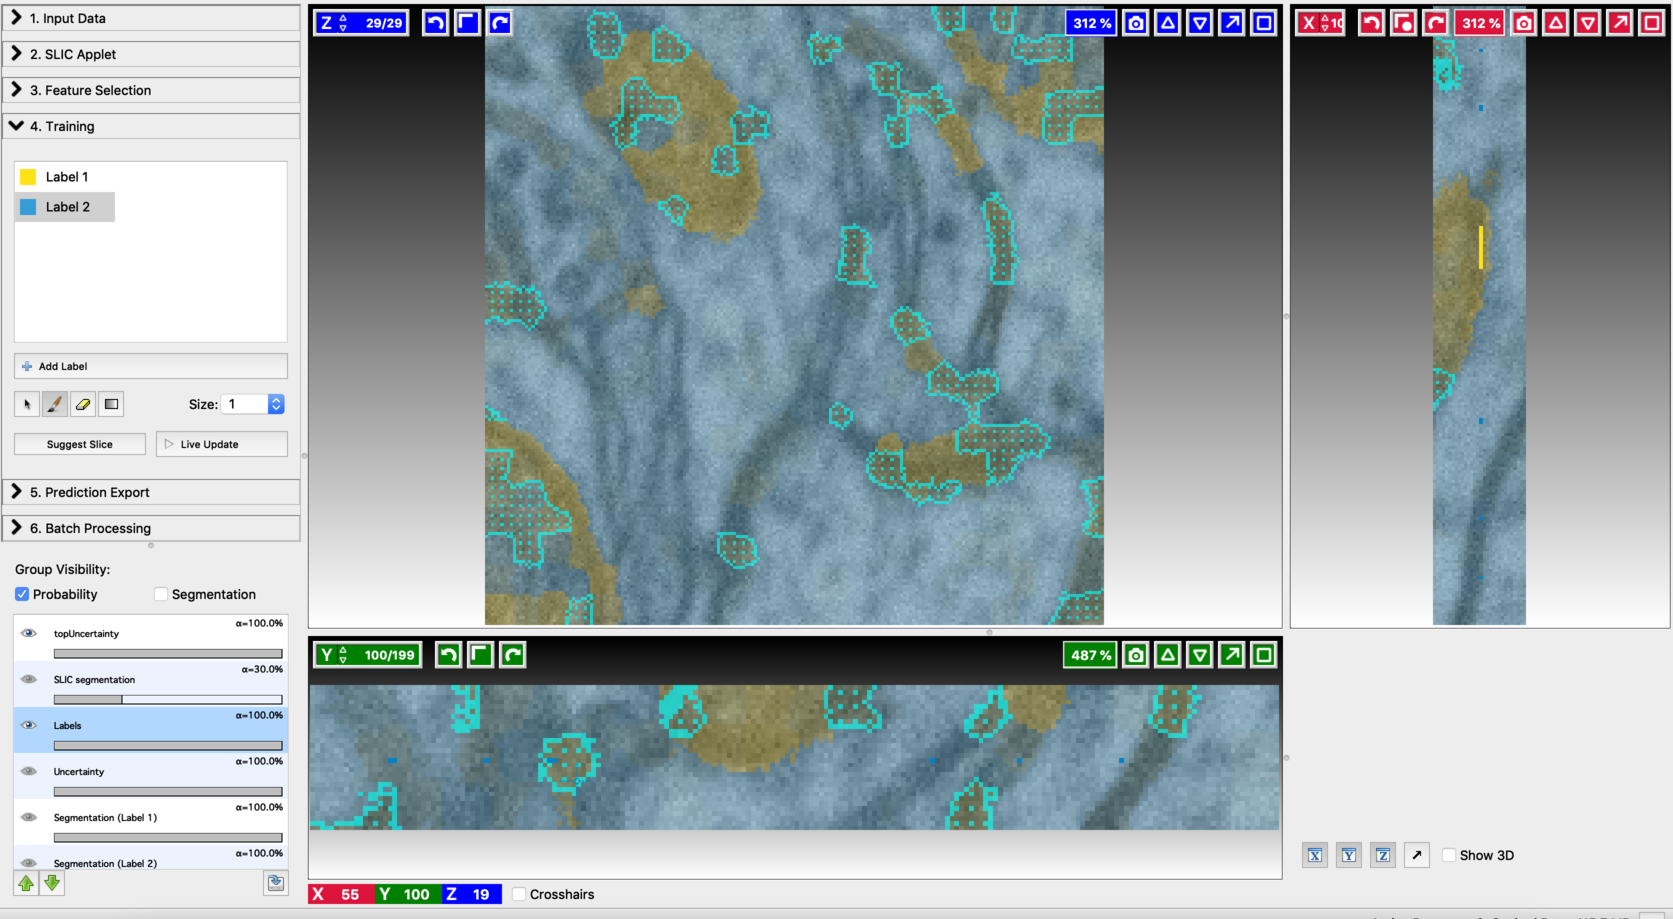 1. Input Data
2. SLIC Applet
3. Feature Selection
4. Training
Label 1
Label 2
Add Label
Size: 1
Suggest Slice
Live Update
5. Prediction Export
6. Batch Processing
Group Visibility:
Probability
Segmentation
α=100.0%
topUncertainty
α=30.0%
SLIC segmentation
α=100.0%
Labels
α=100.0%
Uncertainty
α=100.0%
Segmentation (Label 1)
α=100.0%
Segmentation (Label 2)
Z 29/29
312 %
X 10
312 %
Y 100/199
487 %
X 55 Y 100 Z 19
Crosshairs
X Y Z
Show 3D